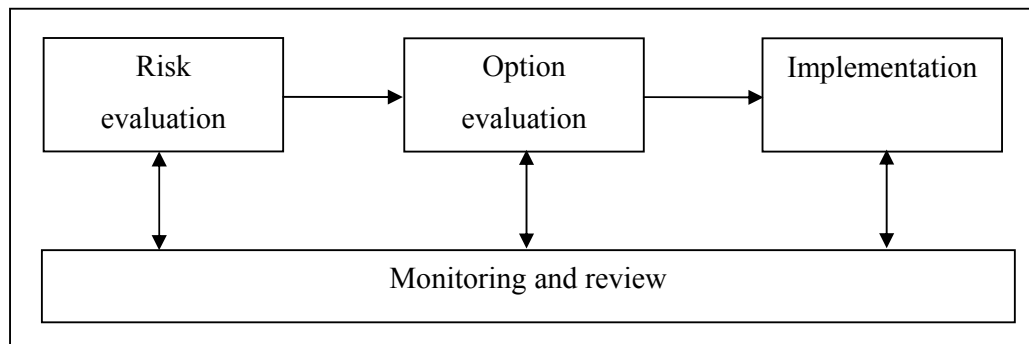 Risk
evaluation
Option
evaluation
Implementation
Monitoring and review